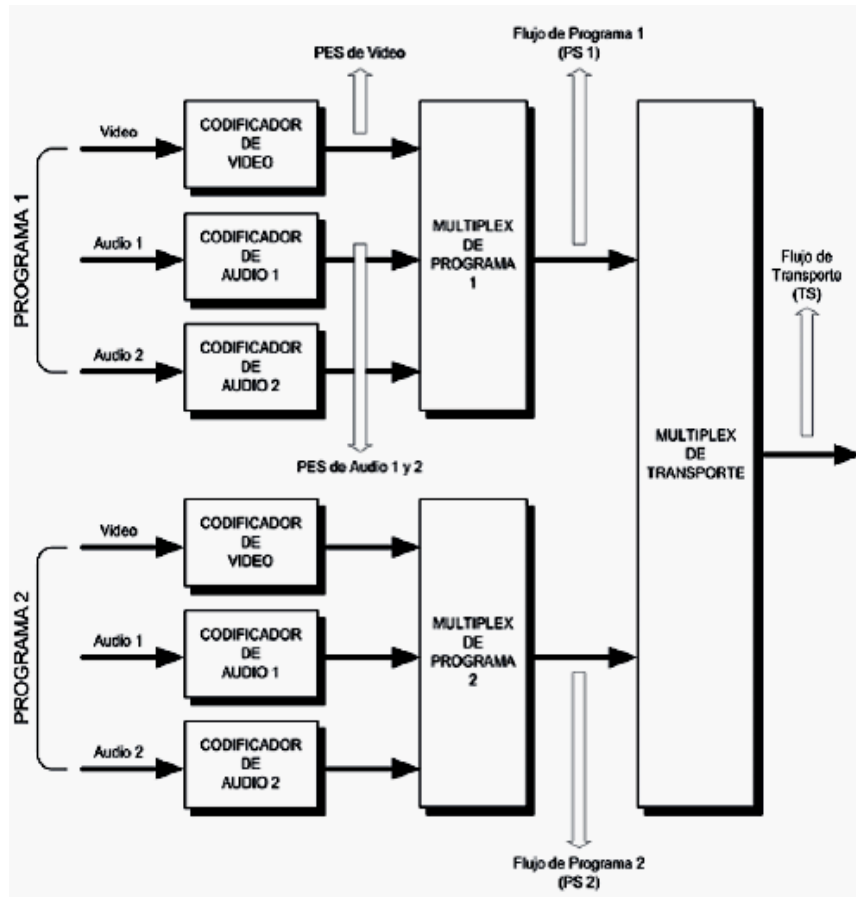 Flujo de Programa 1
(PS 1)
PES de Video
Video
CODIFICADOR
DE
VIDEO
PROGRAMA 1
Audio 1
CODIFICADOR
DE
AUDIO 1
MULTIPLEX
DE
PROGRAMA
1
Flujo de
Transporte
(TS)
Audio 2
CODIFICADOR
DE
AUDIO 2
MULTIPLEX
DE
TRANSPORTE
PES de Audio 1 y 2
Video
CODIFICADOR
DE
VIDEO
PROGRAMA 2
Audio 1
CODIFICADOR
DE
AUDIO 1
MULTIPLEX
DE
PROGRAMA
2
Audio 2
CODIFICADOR
DE
AUDIO 2
Flujo de Programa 2
(PS 2)